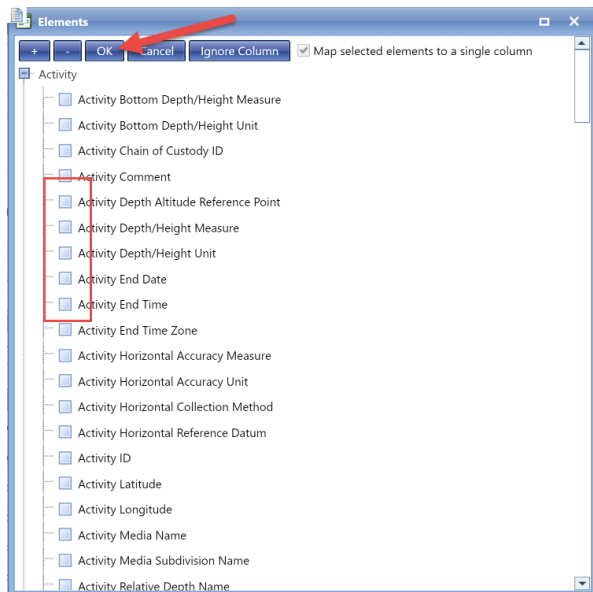 Elements
+ - OK Cancel Ignore Column Map selected elements to a single column
Activity
Activity Bottom Depth/Height Measure
Activity Bottom Depth/Height Unit
Activity Chain of Custody ID
Activity Comment
Activity Depth Altitude Reference Point
Activity Depth/Height Measure
Activity Depth/Height Unit
Activity End Date
Activity End Time
Activity End Time Zone
Activity Horizontal Accuracy Measure
Activity Horizontal Accuracy Unit
Activity Horizontal Collection Method
Activity Horizontal Reference Datum
Activity ID
Activity Latitude
Activity Longitude
Activity Media Name
Activity Media Subdivision Name
Activity Relative Depth Name